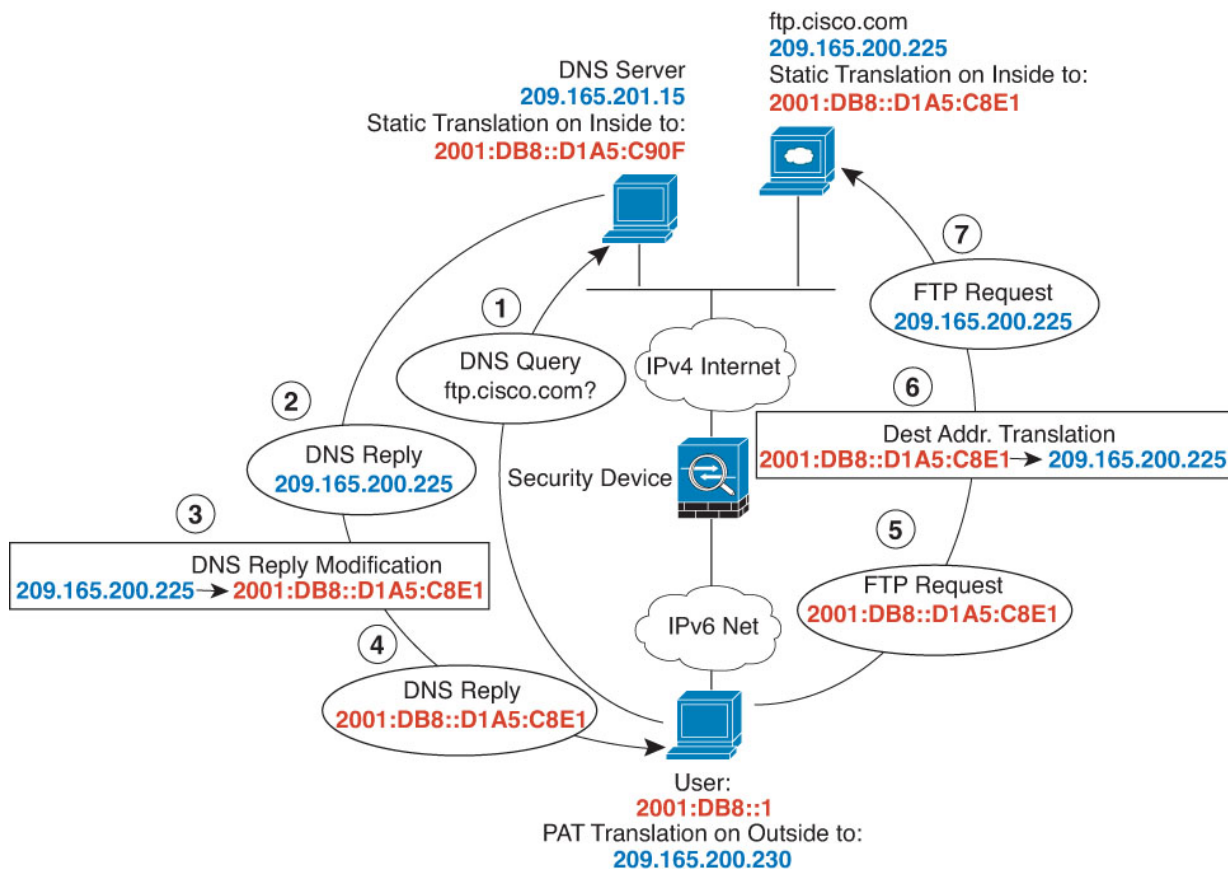 ftp.cisco.com
209.165.200.225
Static Translation on Inside to:
2001:DB8::D1A5:C8E1
DNS Server
209.165.201.15
Static Translation on Inside to:
2001:DB8::D1A5:C90F
7
FTP Request
209.165.200.225
1
DNS Query
ftp.cisco.com?
IPv4 Internet
2
DNS Reply
209.165.200.225
6
Dest Addr. Translation
2001:DB8::D1A5:C8E1 → 209.165.200.225
Security Device
3
DNS Reply Modification
209.165.200.225 → 2001:DB8::D1A5:C8E1
5
FTP Request
2001:DB8::D1A5:C8E1
IPv6 Net
4
DNS Reply
2001:DB8::D1A5:C8E1
User:
2001:DB8::1
PAT Translation on Outside to:
209.165.200.230